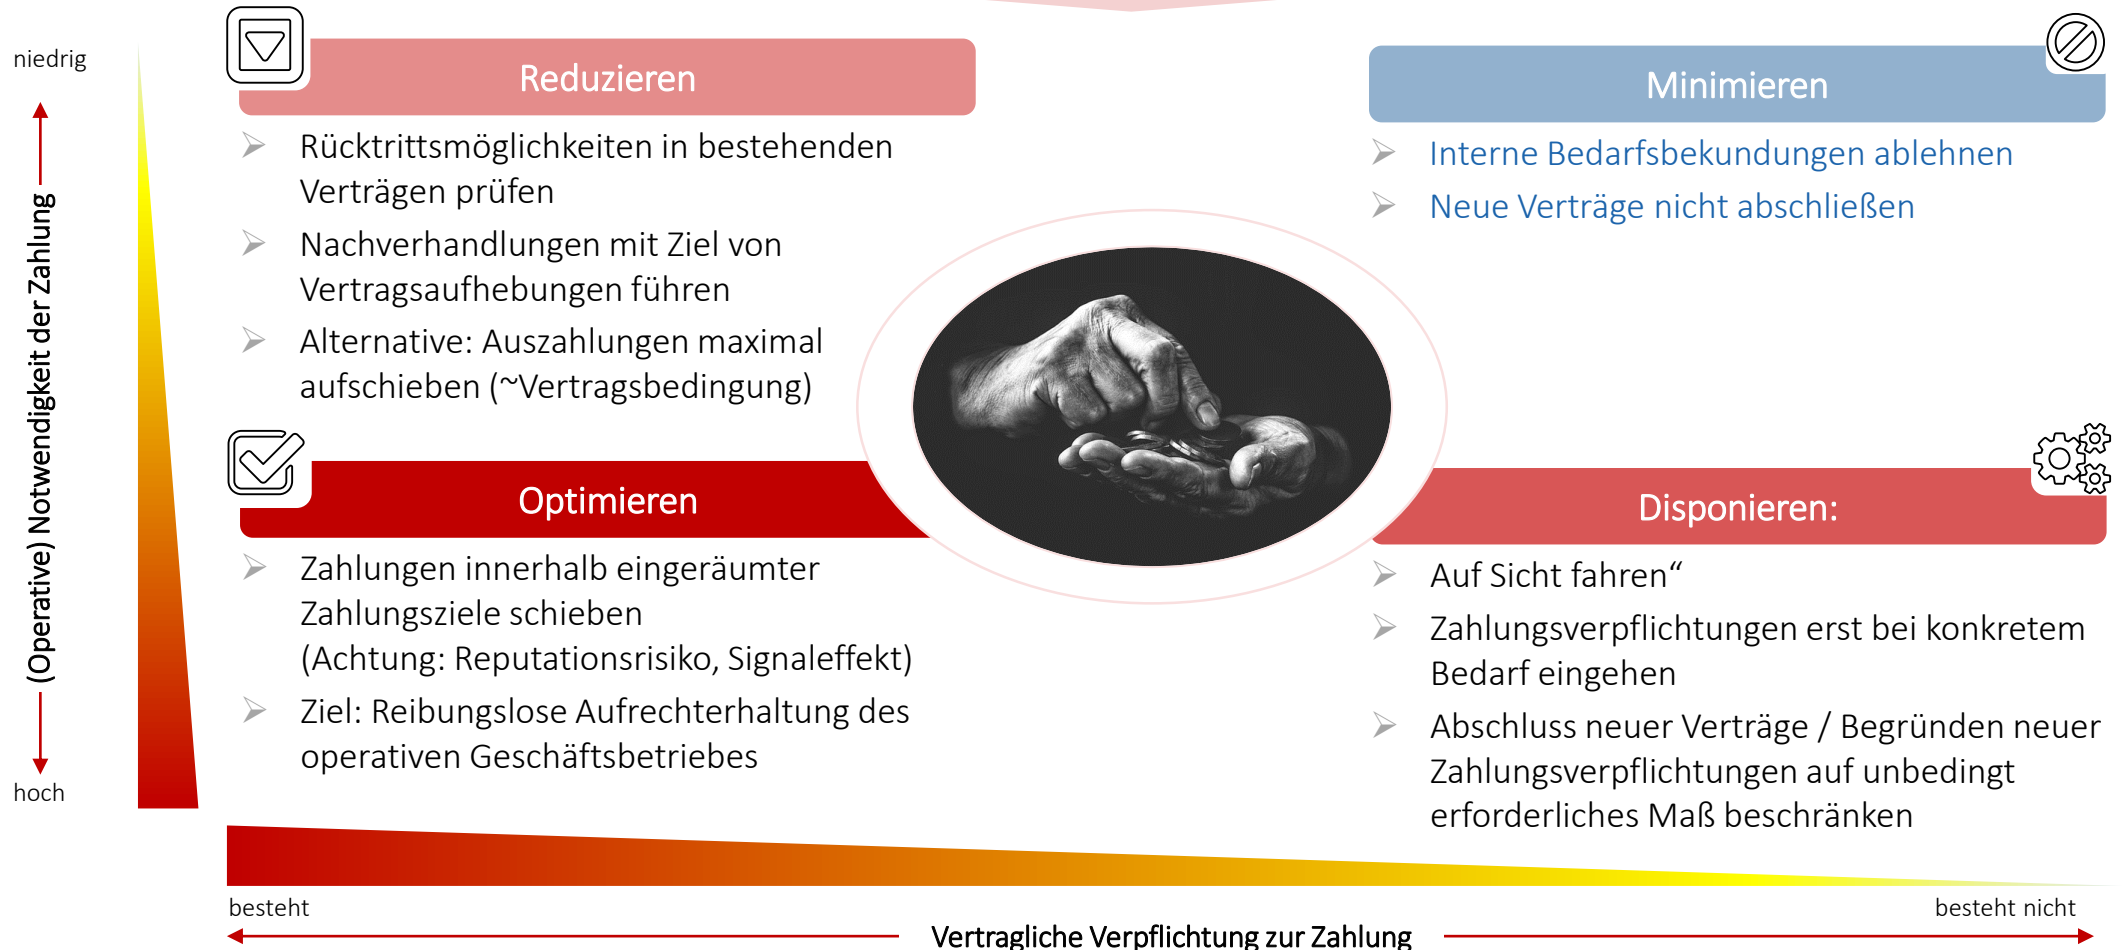 niedrig
(Operative) Notwendigkeit der Zahlung
hoch
Reduzieren
Rücktrittsmöglichkeiten in bestehenden
Verträgen prüfen
Nachverhandlungen mit Ziel von
Vertragsaufhebungen führen
Alternative: Auszahlungen maximal
aufschieben (~Vertragsbedingung)
Minimieren
Interne Bedarfsbekundungen ablehnen
Neue Verträge nicht abschließen
Optimieren
Zahlungen innerhalb eingeräumter
Zahlungsziele schieben
(Achtung: Reputationsrisiko, Signaleffekt)
Ziel: Reibungslose Aufrechterhaltung des
operativen Geschäftsbetriebes
Disponieren:
Auf Sicht fahren“
Zahlungsverpflichtungen erst bei konkretem
Bedarf eingehen
Abschluss neuer Verträge / Begründen neuer
Zahlungsverpflichtungen auf unbedingt
erforderliches Maß beschränken
besteht
besteht nicht
Vertragliche Verpflichtung zur Zahlung